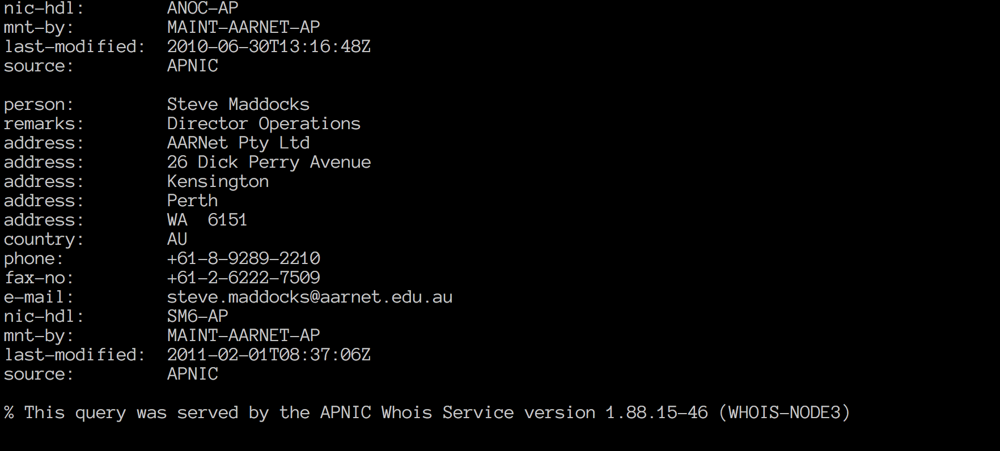 nic-hdl:        ANOC-AP
mnt-by:         MAINT-AARNET-AP
last-modified:  2010-06-30T13:16:48Z
source:         APNIC

person:         Steve Maddocks
remarks:        Director Operations
address:        AARNet Pty Ltd
address:        26 Dick Perry Avenue
address:        Kensington
address:        Perth
address:        WA  6151
country:        AU
phone:          +61-8-9289-2210
fax-no:         +61-2-6222-7509
e-mail:         steve.maddocks@aarnet.edu.au
nic-hdl:        SM6-AP
mnt-by:         MAINT-AARNET-AP
last-modified:  2011-02-01T08:37:06Z
source:         APNIC

% This query was served by the APNIC Whois Service version 1.88.15-46 (WHOIS-NODE3)